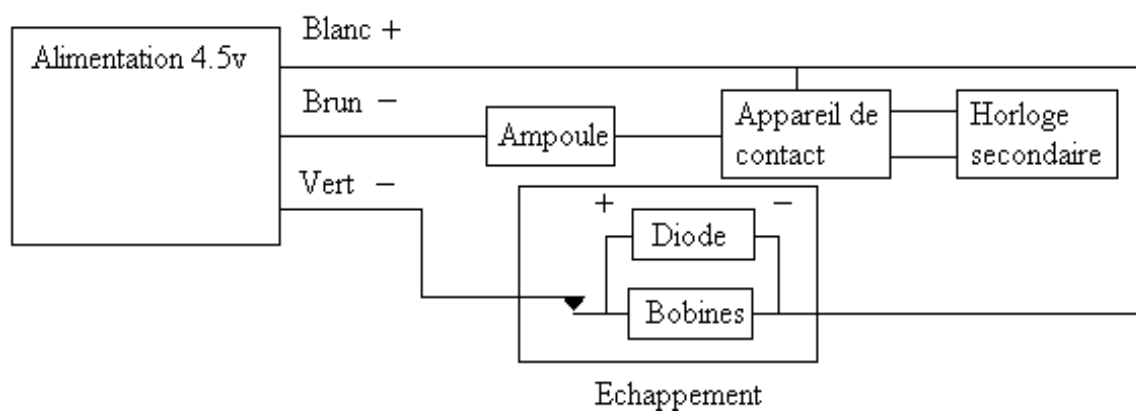 Blanc +
Alimentation 4.5v
Brun –
Ampoule
Appareil de
contact
Horloge
secondaire
Vert –
+ –
Diode
Bobines
Echappement